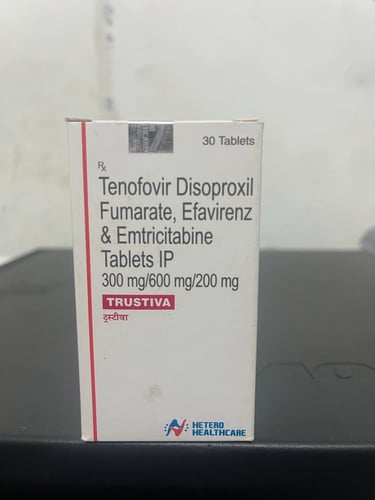 30 Tablets
Rx
Tenofovir Disoproxil
Fumarate, Efavirenz
& Emtricitabine
Tablets IP
300 mg/600 mg/200 mg
TRUSTIVA
ट्रस्टीवा
HETERO
HEALTHCARE